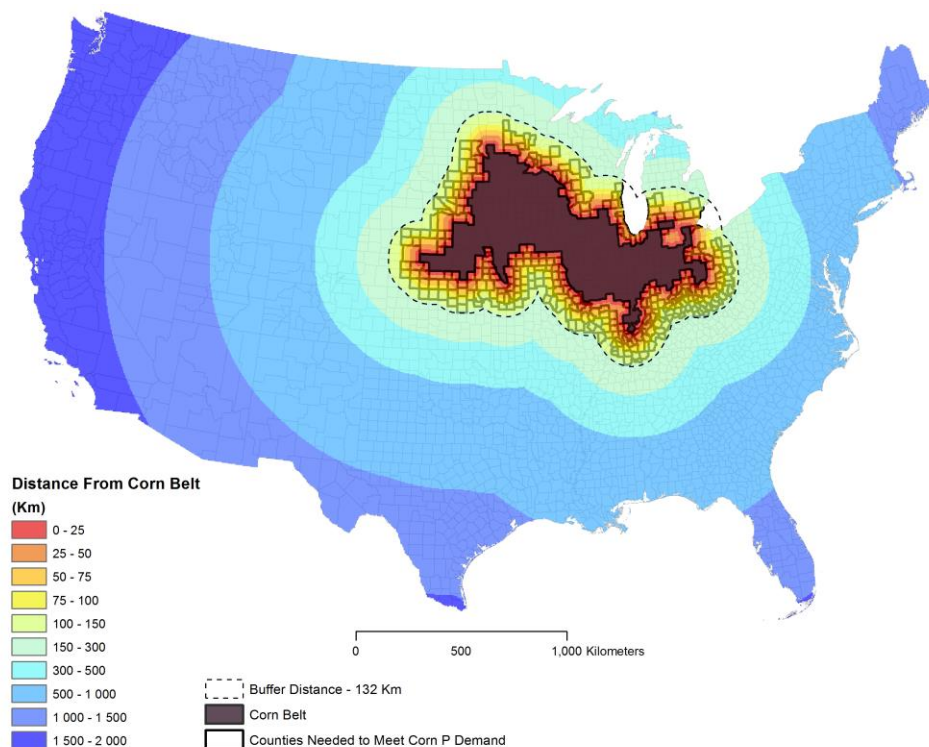 Distance From Corn Belt
(Km)
0 - 25
25 - 50
50 - 75
75 - 100
100 - 150
150 - 300
300 - 500
500 - 1 000
1 000 - 1 500
1 500 - 2 000
0 500 1,000 Kilometers
Buffer Distance - 132 Km
Corn Belt
Counties Needed to Meet Corn P Demand